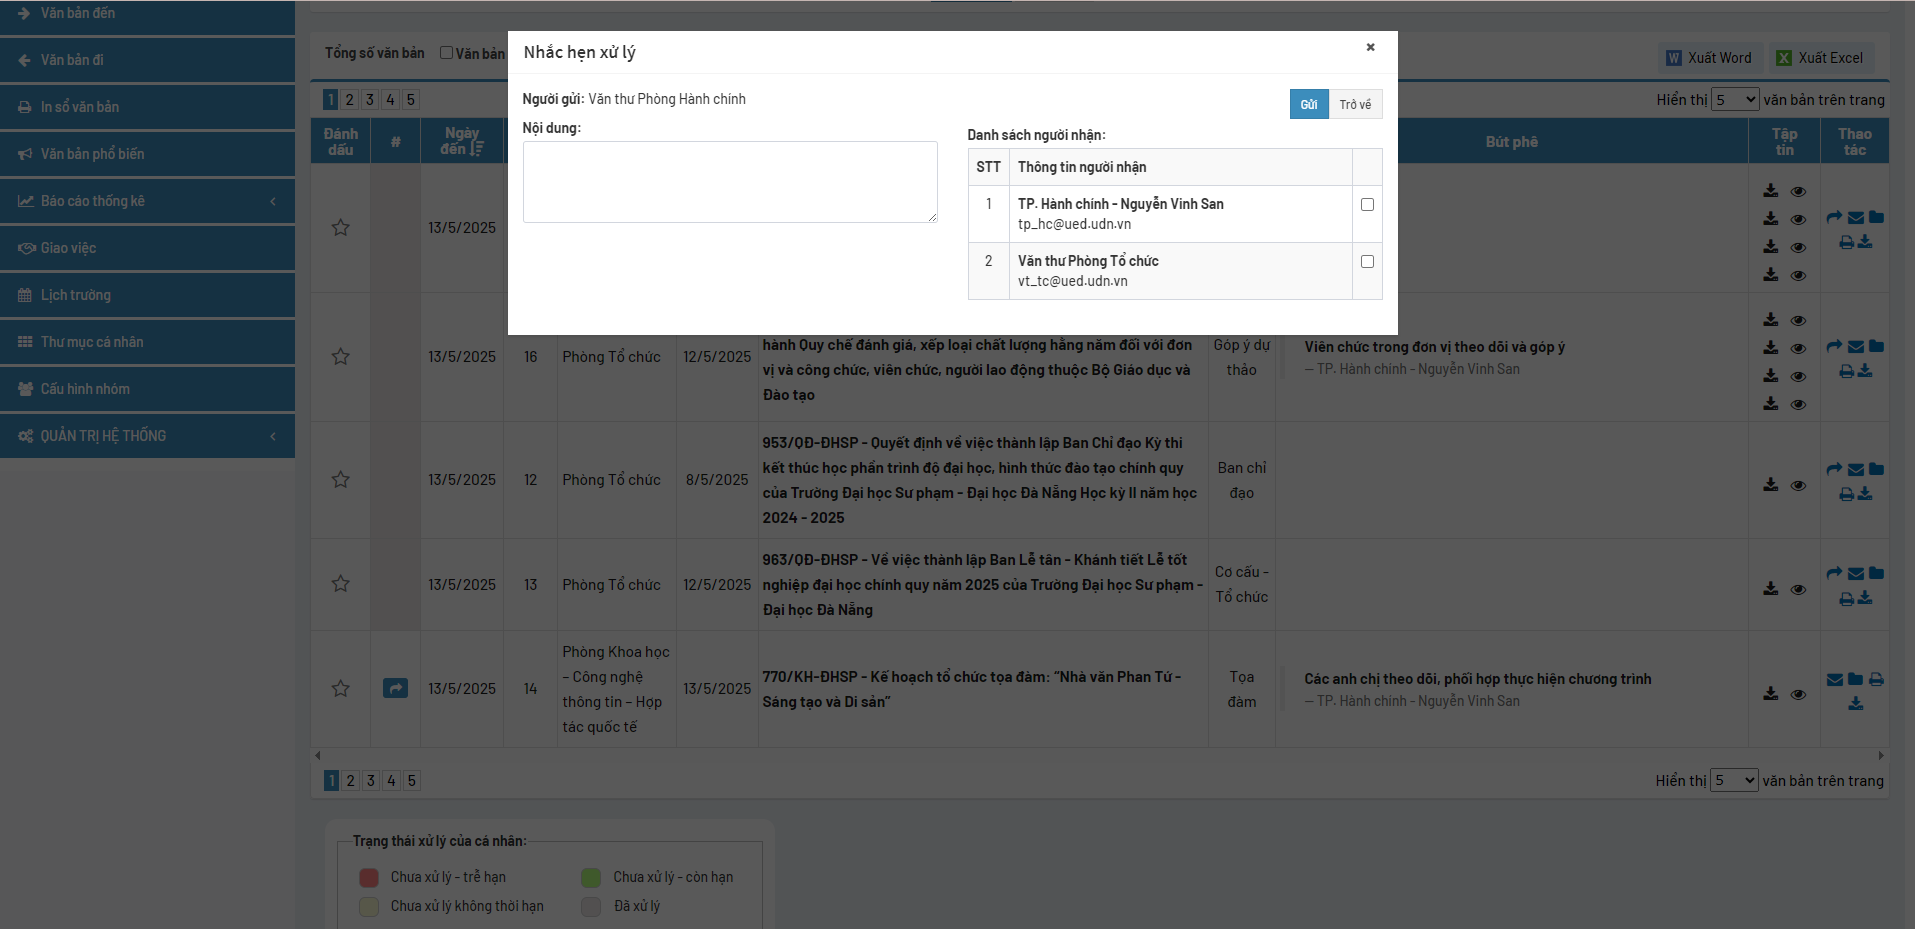 Văn bản đến
Văn bản đi
In sổ văn bản
Văn bản phổ biến
Báo cáo thống kê
Giao việc
Lịch trường
Thư mục cá nhân
Cấu hình nhóm
QUẢN TRỊ HỆ THỐNG
Tổng số văn bản
Văn bản
Xuất Word
Xuất Excel
1 2 3 4 5
Hiển thị 5 văn bản trên trang
Nhắc hẹn xử lý
×
Người gửi: Văn thư Phòng Hành chính
Gửi
Trở về
Nội dung:
Danh sách người nhận:
STT Thông tin người nhận
1 TP. Hành chính - Nguyễn Vinh San
tp_hc@ued.udn.vn
2 Văn thư Phòng Tổ chức
vt_tc@ued.udn.vn
Đánh dấu
#
Ngày đến
Bút phê
Tập tin
Thao tác
13/5/2025
13/5/2025 16 Phòng Tổ chức 12/5/2025
hành Quy chế đánh giá, xếp loại chất lượng hằng năm đối với đơn
vị và công chức, viên chức, người lao động thuộc Bộ Giáo dục và
Đào tạo
Góp ý dự
thảo
Viên chức trong đơn vị theo dõi và góp ý
— TP. Hành chính - Nguyễn Vinh San
13/5/2025 12 Phòng Tổ chức 8/5/2025
953/QĐ-ĐHSP - Quyết định về việc thành lập Ban Chỉ đạo Kỳ thi
kết thúc học phần trình độ đại học, hình thức đào tạo chính quy
của Trường Đại học Sư phạm - Đại học Đà Nẵng Học kỳ II năm học
2024 - 2025
Ban chỉ
đạo
13/5/2025 13 Phòng Tổ chức 12/5/2025
963/QĐ-ĐHSP - Về việc thành lập Ban Lễ tân - Khánh tiết Lễ tốt
nghiệp đại học chính quy năm 2025 của Trường Đại học Sư phạm -
Đại học Đà Nẵng
Cơ cấu -
Tổ chức
13/5/2025 14
Phòng Khoa học
– Công nghệ
thông tin – Hợp
tác quốc tế
13/5/2025
770/KH-ĐHSP - Kế hoạch tổ chức tọa đàm: “Nhà văn Phan Tứ -
Sáng tạo và Di sản”
Tọa
đàm
Các anh chị theo dõi, phối hợp thực hiện chương trình
— TP. Hành chính - Nguyễn Vinh San
1 2 3 4 5
Hiển thị 5 văn bản trên trang
Trạng thái xử lý của cá nhân:
Chưa xử lý - trễ hạn
Chưa xử lý - còn hạn
Chưa xử lý không thời hạn
Đã xử lý